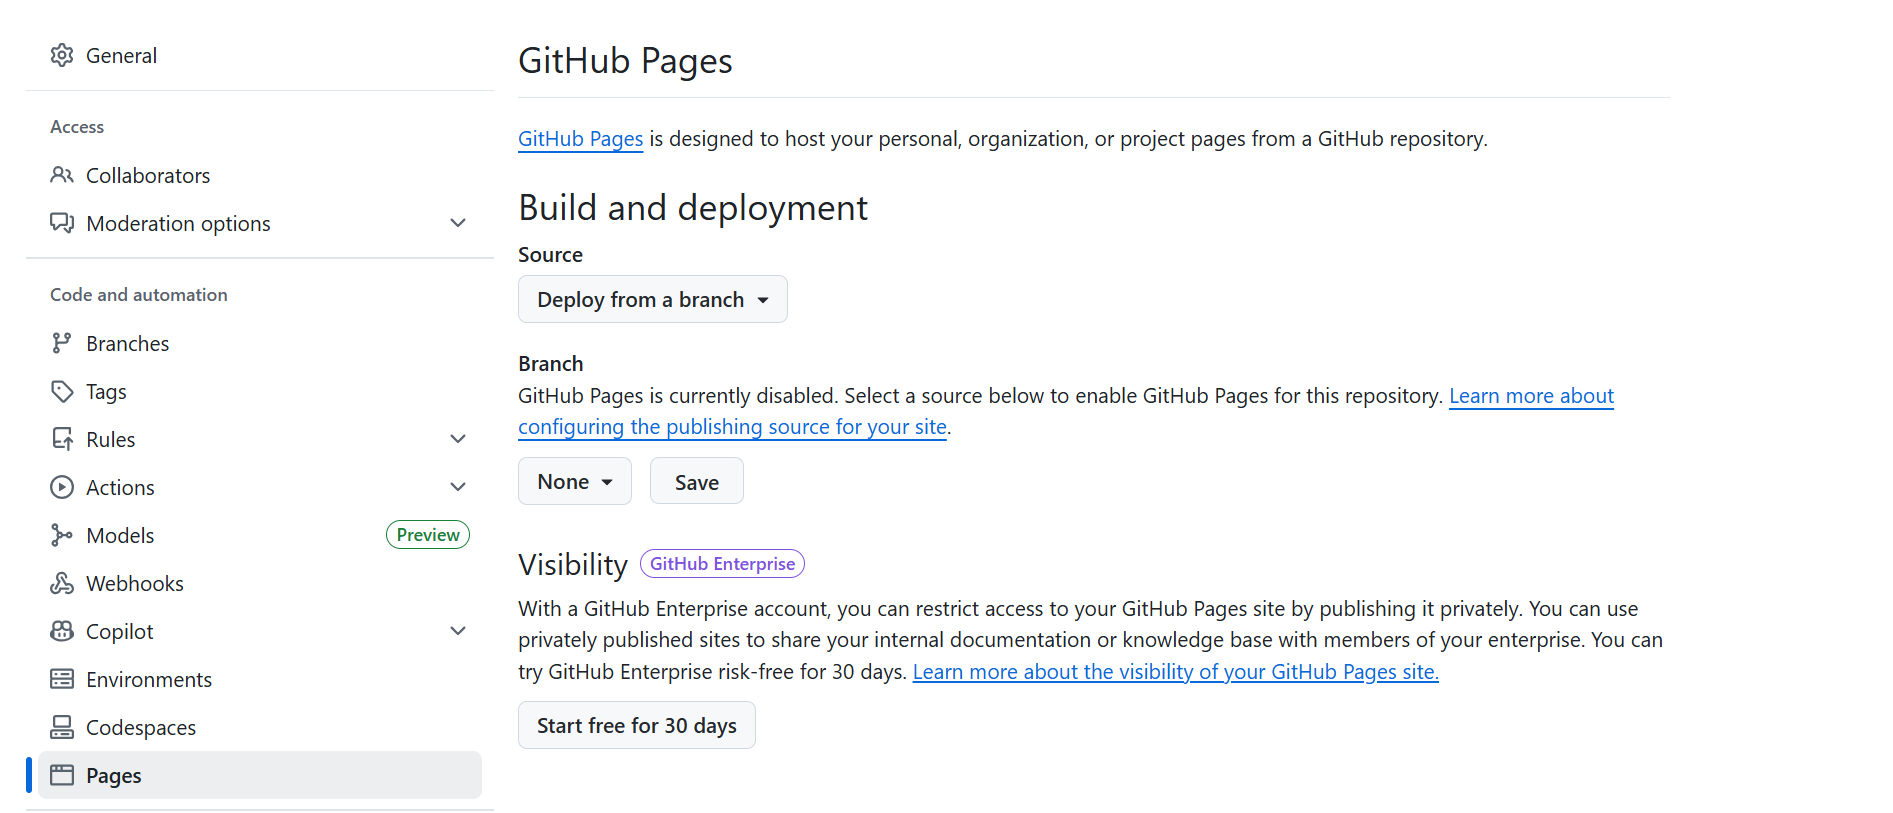 General
Access
Collaborators
Moderation options
Code and automation
Branches
Tags
Rules
Actions
Models Preview
Webhooks
Copilot
Environments
Codespaces
Pages
GitHub Pages
GitHub Pages is designed to host your personal, organization, or project pages from a GitHub repository.
Build and deployment
Source
Deploy from a branch
Branch
GitHub Pages is currently disabled. Select a source below to enable GitHub Pages for this repository. Learn more about
configuring the publishing source for your site.
None Save
Visibility GitHub Enterprise
With a GitHub Enterprise account, you can restrict access to your GitHub Pages site by publishing it privately. You can use
privately published sites to share your internal documentation or knowledge base with members of your enterprise. You can
try GitHub Enterprise risk-free for 30 days. Learn more about the visibility of your GitHub Pages site.
Start free for 30 days